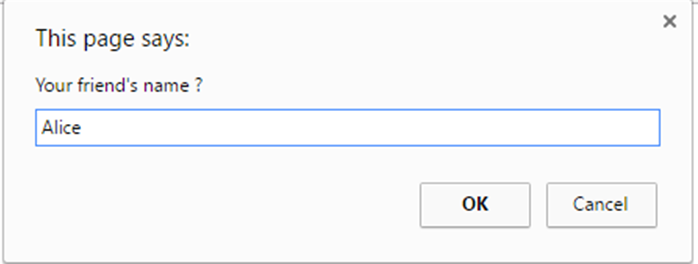 This page says:
Your friend's name ?
Alice
OK
Cancel